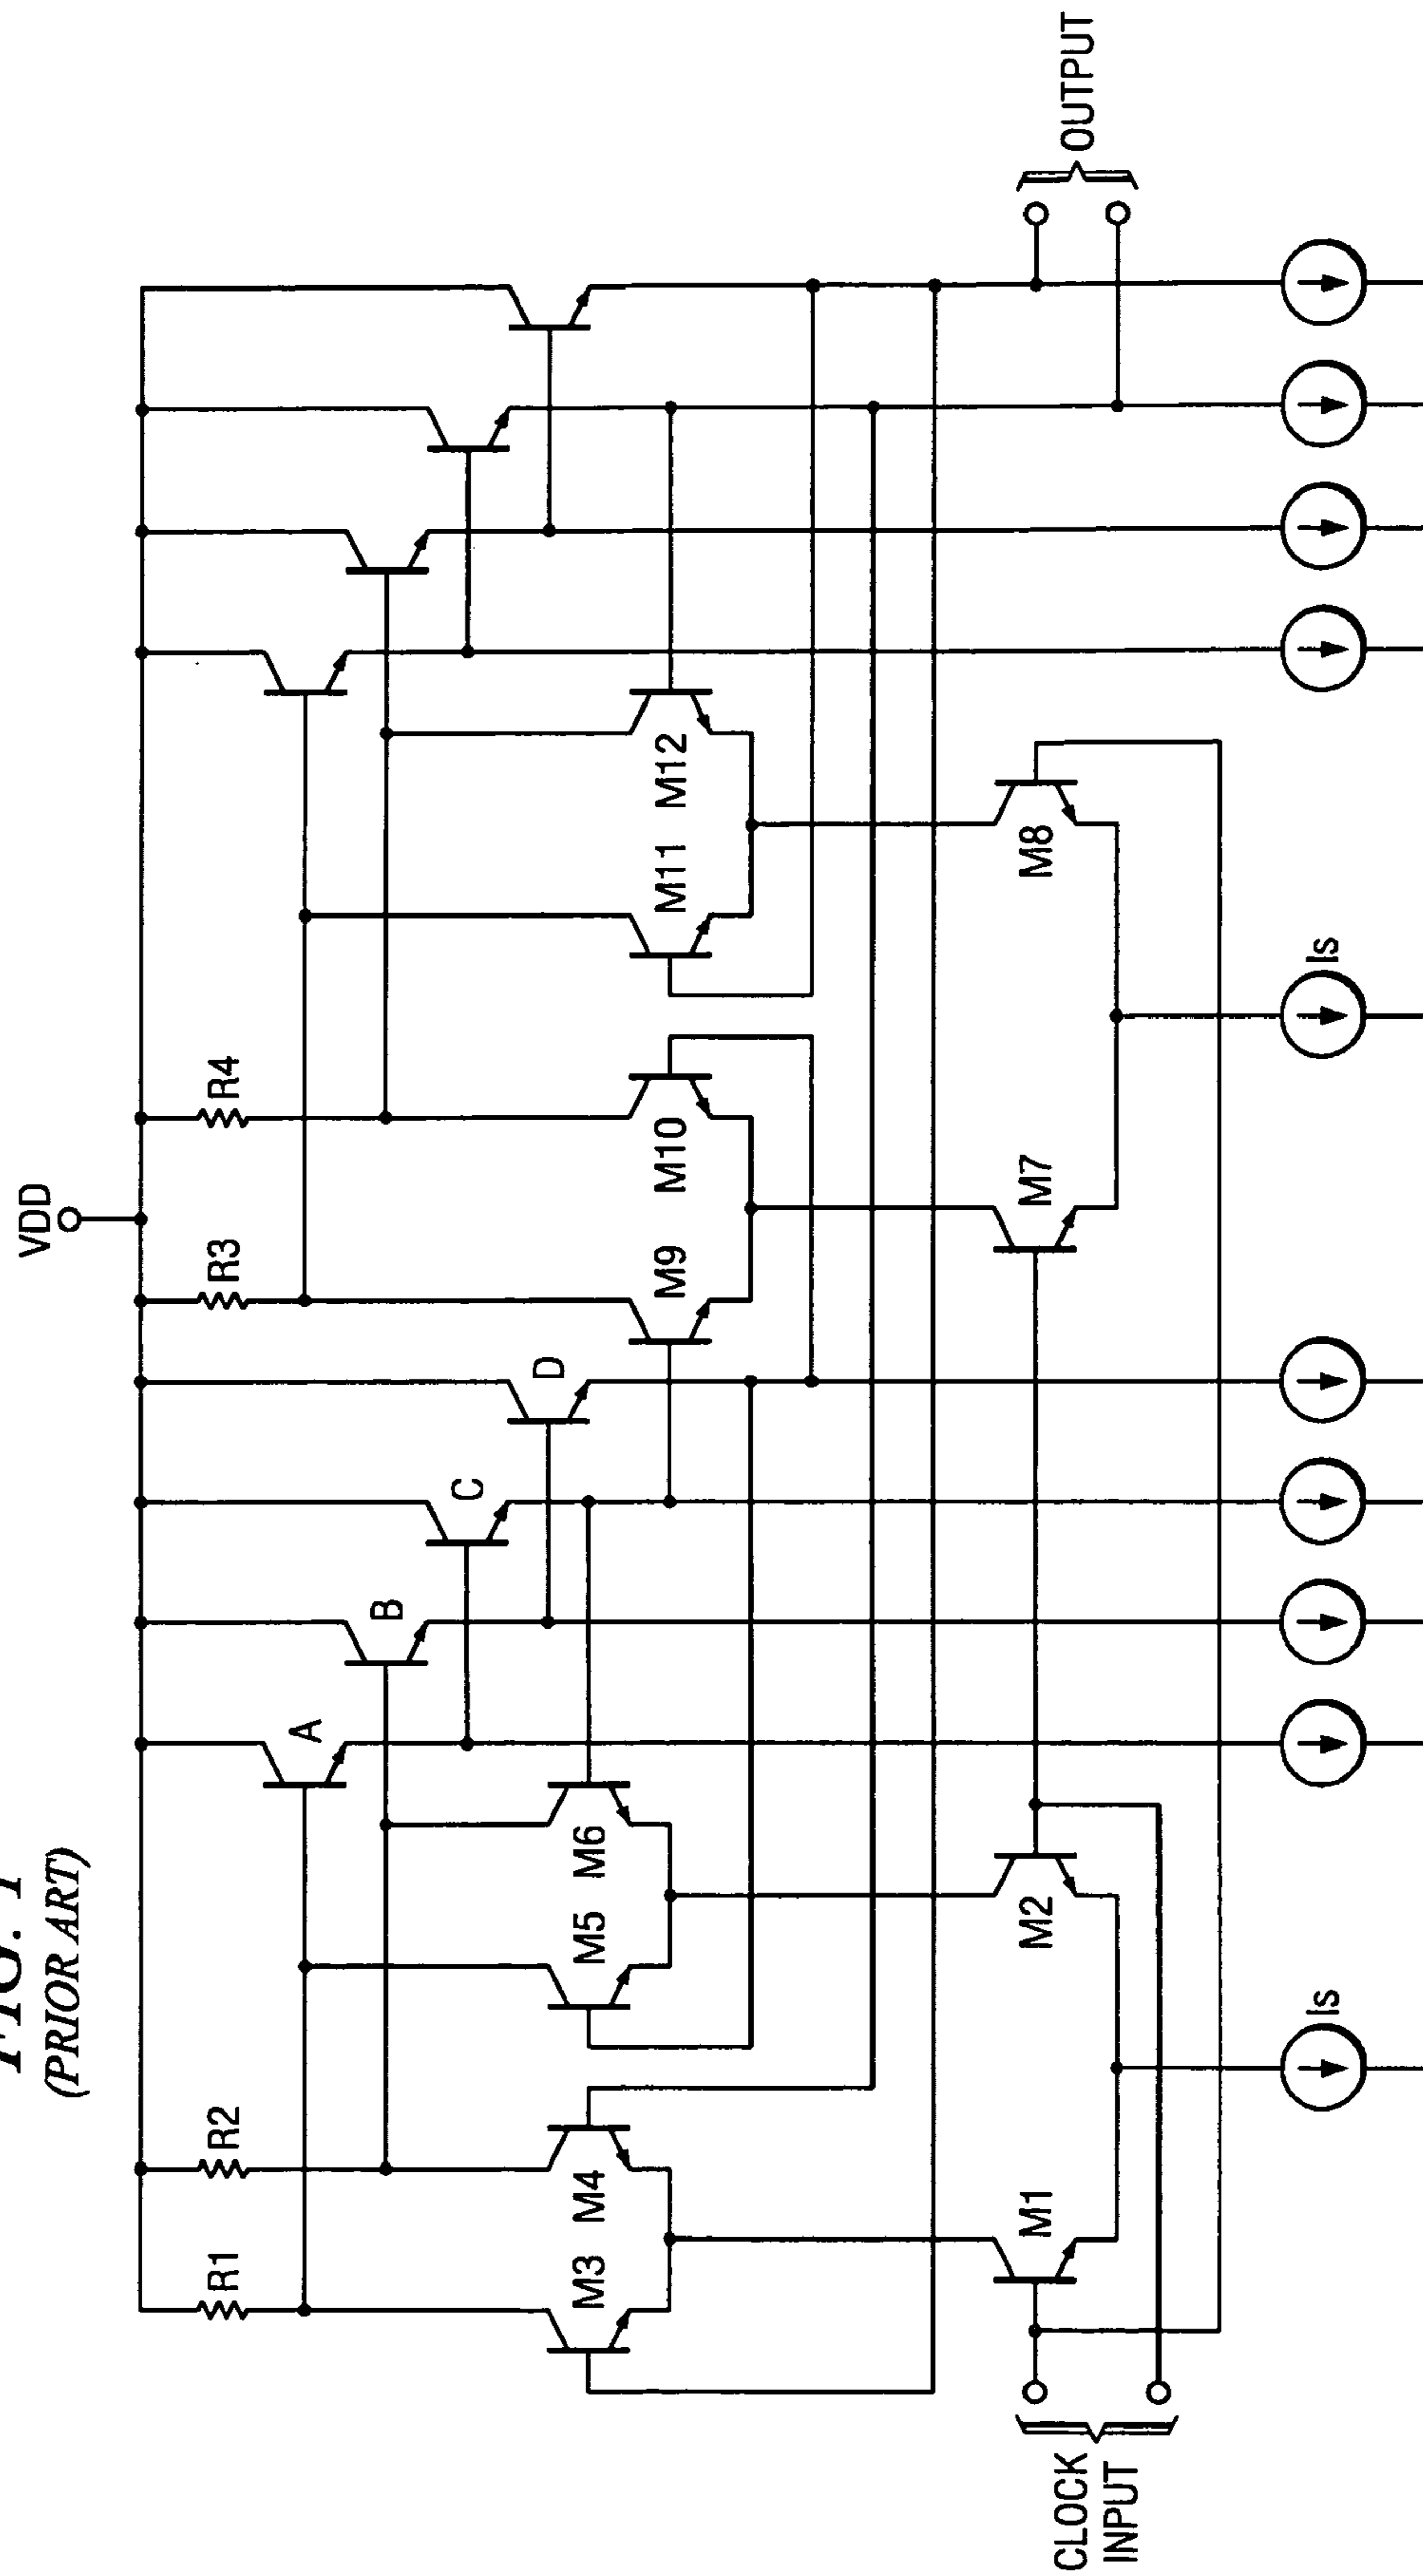 FIG. 1
(PRIOR ART)
VDD
R1
R2
R3
R4
A
B
C
D
M3
M4
M5
M6
M9
M10
M11
M12
M1
M2
M7
M8
CLOCK
INPUT
OUTPUT
Is
Is